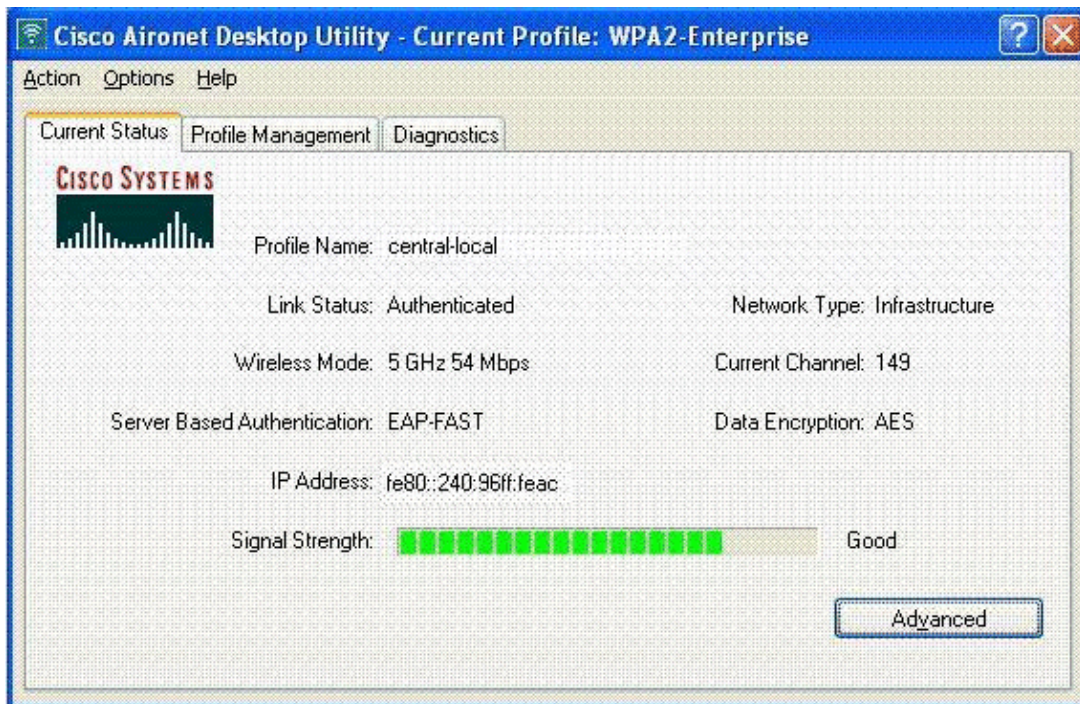 Cisco Aironet Desktop Utility - Current Profile: WPA2-Enterprise
Action Options Help
Current Status Profile Management Diagnostics
CISCO SYSTEMS
Profile Name: central-local
Link Status: Authenticated Network Type: Infrastructure
Wireless Mode: 5 GHz 54 Mbps Current Channel: 149
Server Based Authentication: EAP-FAST Data Encryption: AES
IP Address: fe80::240:96ff:feac
Signal Strength: Good
Advanced